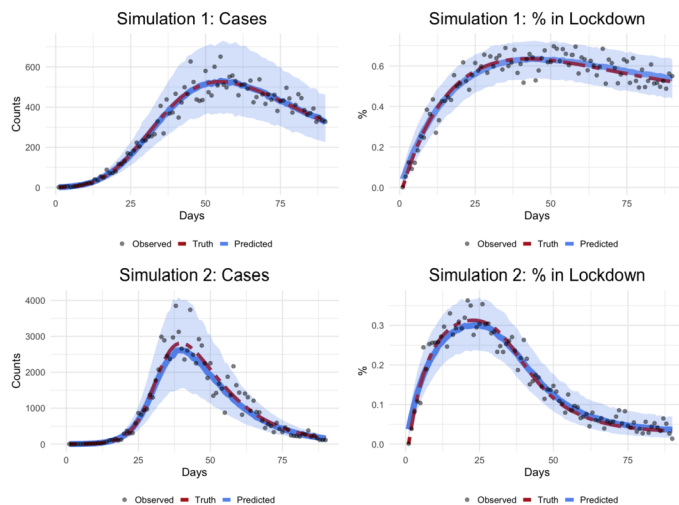 Simulation 1: Cases
Counts
600
400
200
0
0
25
50
75
Days
Observed Truth Predicted
Simulation 1: % in Lockdown
%
0.6
0.4
0.2
0.0
0
25
50
75
Days
Observed Truth Predicted
Simulation 2: Cases
Counts
4000
3000
2000
1000
0
0
25
50
75
Days
Observed Truth Predicted
Simulation 2: % in Lockdown
%
0.3
0.2
0.1
0.0
0
25
50
75
Days
Observed Truth Predicted